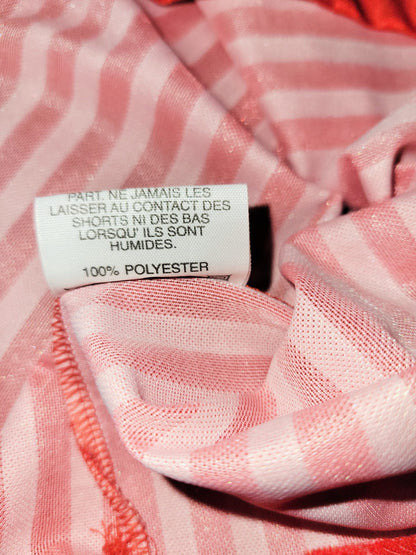 PART. NE JAMAIS LES
LAISSER AU CONTACT DES
SHORTS NI DES BAS
LORSQU' ILS SONT
HUMIDES.
100% POLYESTER